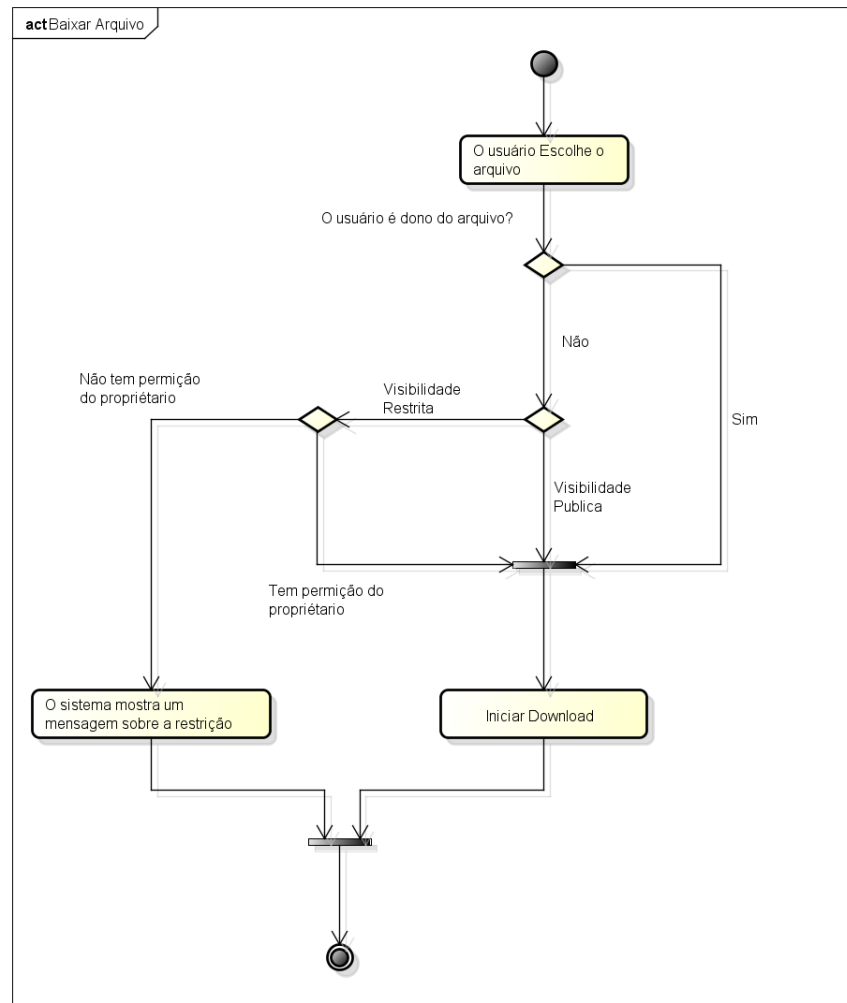 act Baixar Arquivo
O usuário Escolhe o
arquivo
O usuário é dono do arquivo?
Não
Não tem permição
do propriétario
Visibilidade
Restrita
Sim
Visibilidade
Publica
Tem permição do
propriétario
O sistema mostra um
mensagem sobre a restrição
Iniciar Download